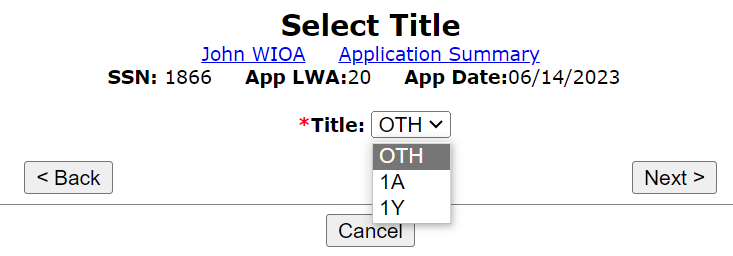 Select Title
John WIOA Application Summary
SSN: 1866 App LWA:20 App Date:06/14/2023
*Title: OTH
OTH
1A
1Y
< Back Next >
Cancel